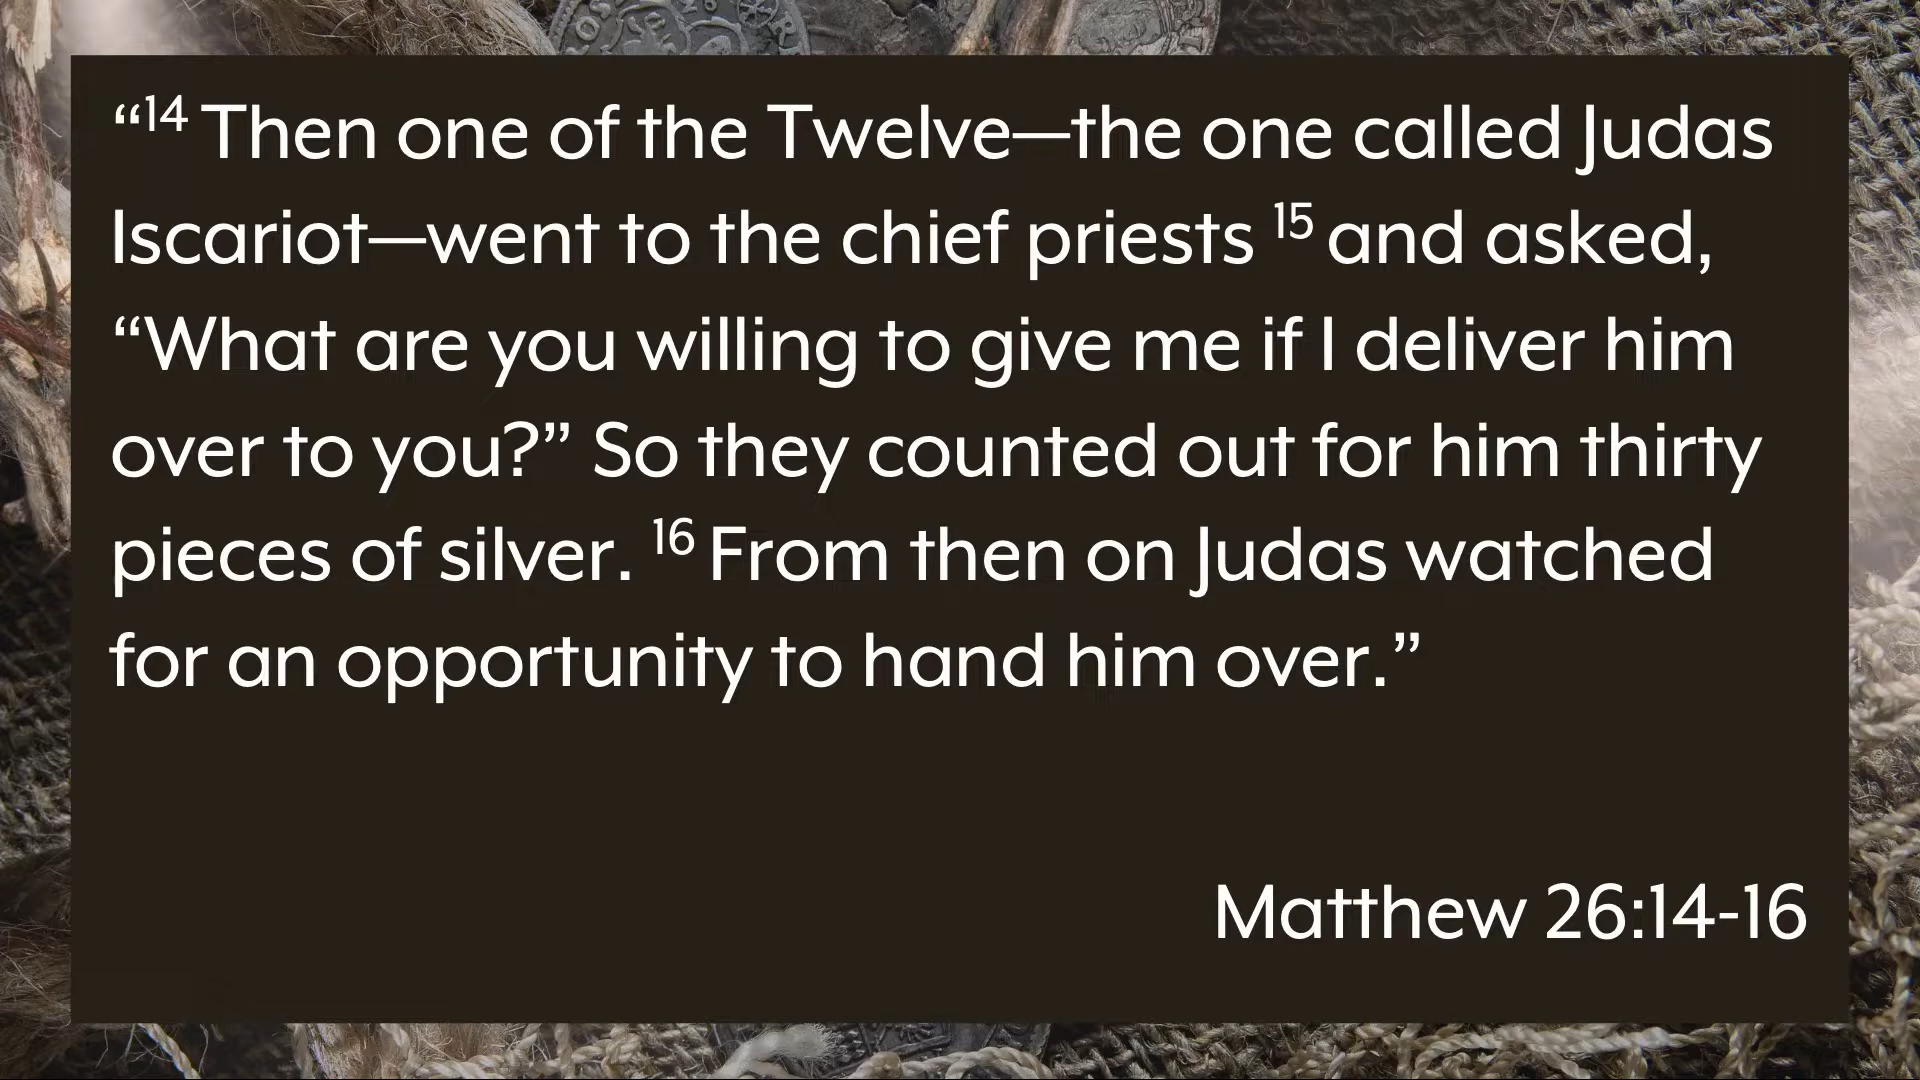 “14 Then one of the Twelve—the one called Judas
Iscariot—went to the chief priests 15 and asked,
“What are you willing to give me if I deliver him
over to you?” So they counted out for him thirty
pieces of silver. 16 From then on Judas watched
for an opportunity to hand him over.”
Matthew 26:14-16